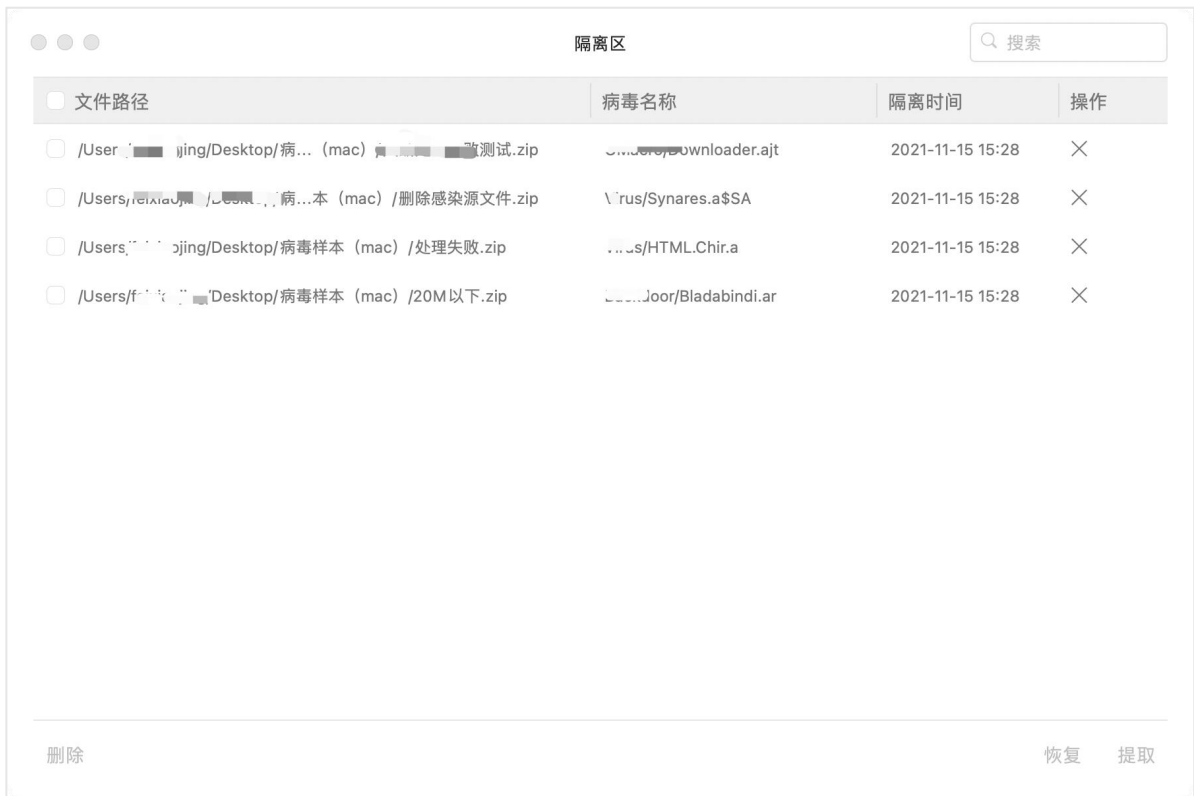 隔离区
搜索
文件路径 病毒名称 隔离时间 操作
/User jing/Desktop/病...（mac） 测试.zip ownloader.ajt 2021-11-15 15:28
/Users/ 病...本（mac）/删除感染源文件.zip rus/Synares.a$SA 2021-11-15 15:28
/Users ojing/Desktop/病毒样本（mac）/处理失败.zip us/HTML.Chir.a 2021-11-15 15:28
/Users/f Desktop/病毒样本（mac）/20M以下.zip door/Bladabindi.ar 2021-11-15 15:28
删除 恢复 提取